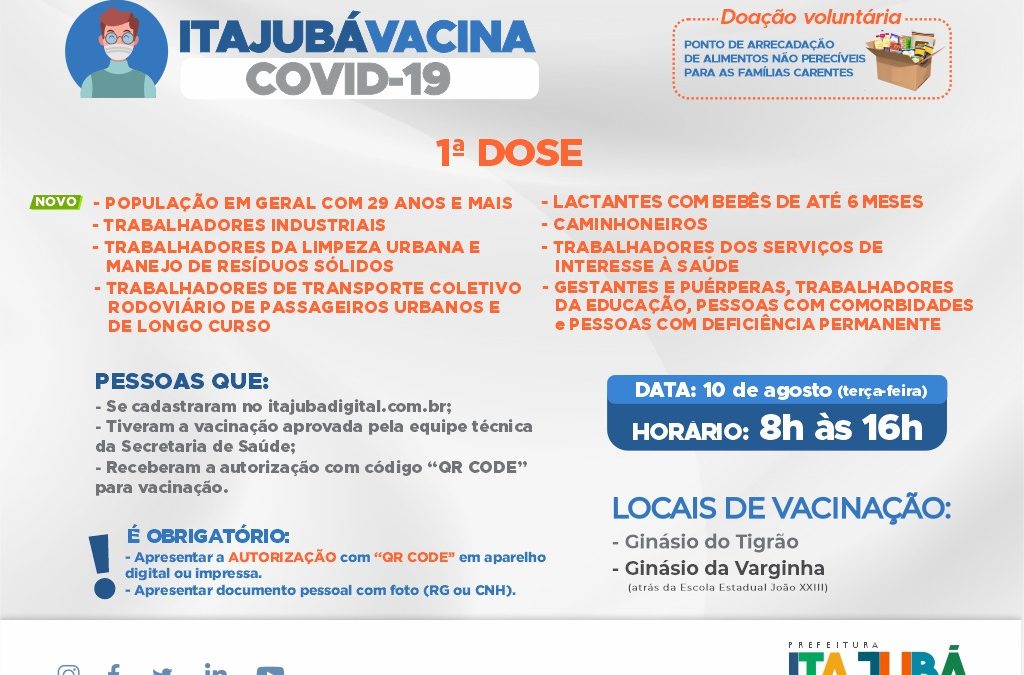 ITAJUBÁVACINA
COVID-19
Doação voluntária
PONTO DE ARRECADAÇÃO
DE ALIMENTOS NÃO PERECÍVEIS
PARA AS FAMÍLIAS CARENTES
1ª DOSE
NOVO - POPULAÇÃO EM GERAL COM 29 ANOS E MAIS
- TRABALHADORES INDUSTRIAIS
- TRABALHADORES DA LIMPEZA URBANA E
MANEJO DE RESÍDUOS SÓLIDOS
- TRABALHADORES DE TRANSPORTE COLETIVO
RODOVIÁRIO DE PASSAGEIROS URBANOS E
DE LONGO CURSO
- LACTANTES COM BEBÊS DE ATÉ 6 MESES
- CAMINHONEIROS
- TRABALHADORES DOS SERVIÇOS DE
INTERESSE À SAÚDE
- GESTANTES E PUÉRPERAS, TRABALHADORES
DA EDUCAÇÃO, PESSOAS COM COMORBIDADES
e PESSOAS COM DEFICIÊNCIA PERMANENTE
PESSOAS QUE:
- Se cadastraram no itajubadigital.com.br;
- Tiveram a vacinação aprovada pela equipe técnica
da Secretaria de Saúde;
- Receberam a autorização com código “QR CODE”
para vacinação.
! É OBRIGATÓRIO:
- Apresentar a AUTORIZAÇÃO com “QR CODE” em aparelho
digital ou impressa.
- Apresentar documento pessoal com foto (RG ou CNH).
DATA: 10 de agosto (terça-feira)
HORÁRIO: 8h às 16h
LOCAIS DE VACINAÇÃO:
- Ginásio do Tigrão
- Ginásio da Varginha
(atrás da Escola Estadual João XXIII)
PREFEITURA
ITAJUBÁ